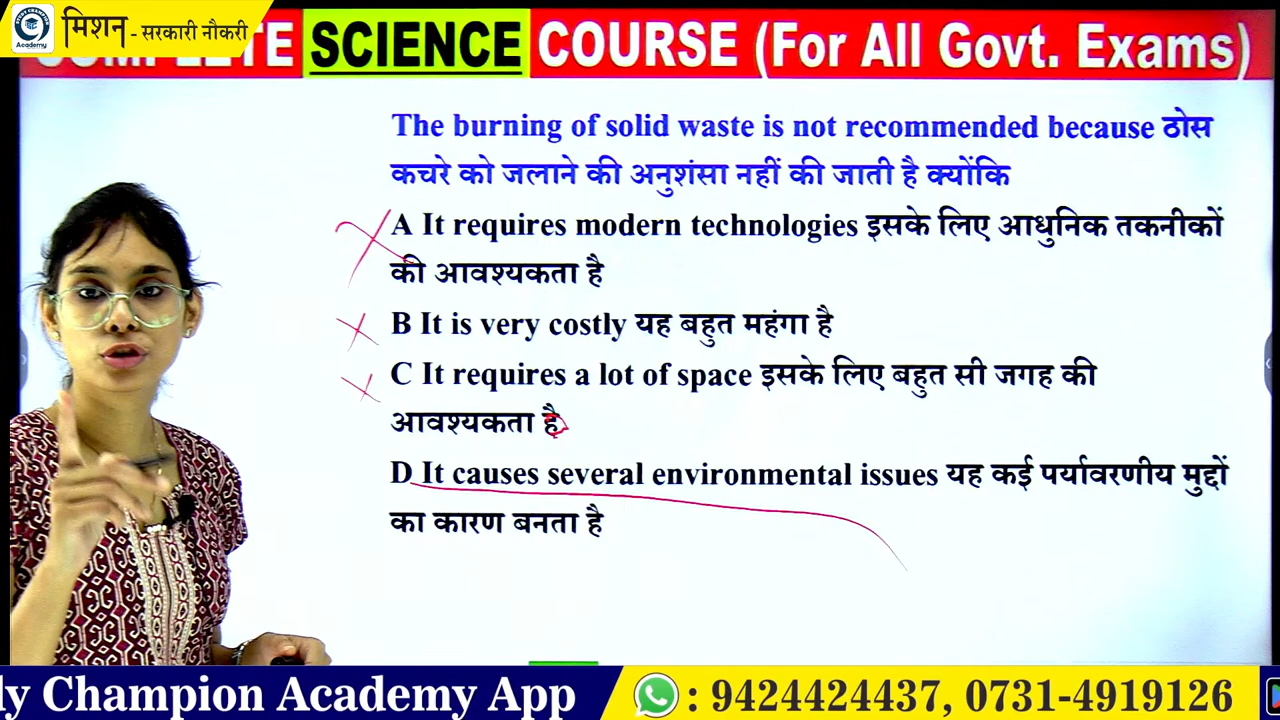 Academy
मिशन - सरकारी नौकरी
SCIENCE COURSE (For All Govt. Exams)
The burning of solid waste is not recommended because ठोस
कचरे को जलाने की अनुशंसा नहीं की जाती है क्योंकि
A It requires modern technologies इसके लिए आधुनिक तकनीकों
की आवश्यकता है
B It is very costly यह बहुत महंगा है
C It requires a lot of space इसके लिए बहुत सी जगह की
आवश्यकता है
D It causes several environmental issues यह कई पर्यावरणीय मुद्दों
का कारण बनता है
ly Champion Academy App
: 9424424437, 0731-4919126